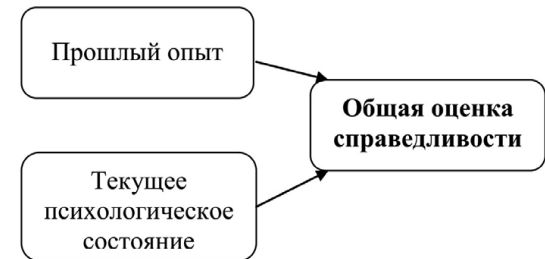 Прошлый опыт
Общая оценка
справедливости
Текущее
психологическое
состояние